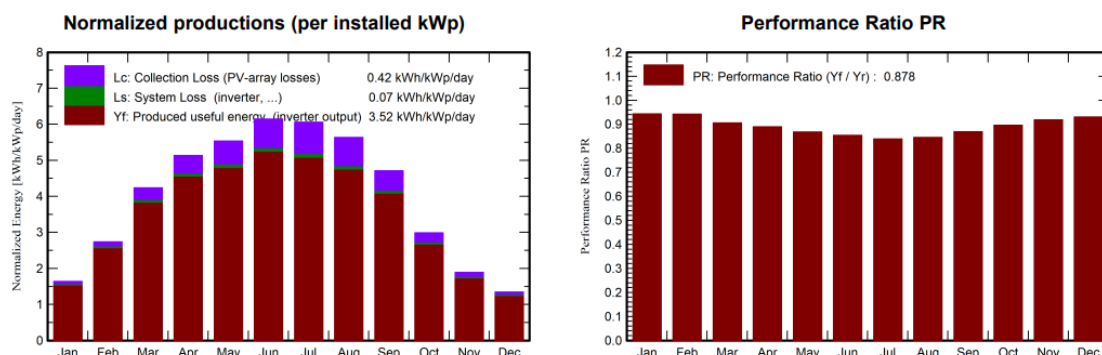 Normalized productions (per installed kWp)
Normalized Energy [kWh/kWp/day]
8
7
6
5
4
3
2
1
0
Lc: Collection Loss (PV-array losses) 0.42 kWh/kWp/day
Ls: System Loss (inverter, ...) 0.07 kWh/kWp/day
Yf: Produced useful energy (inverter output) 3.52 kWh/kWp/day
Jan Feb Mar Apr May Jun Jul Aug Sep Oct Nov Dec
Performance Ratio PR
Performance Ratio PR
1.2
1.1
1.0
0.9
0.8
0.7
0.6
0.5
0.4
0.3
0.2
0.1
0.0
PR: Performance Ratio (Yf / Yr) : 0.878
Jan Feb Mar Apr May Jun Jul Aug Sep Oct Nov Dec